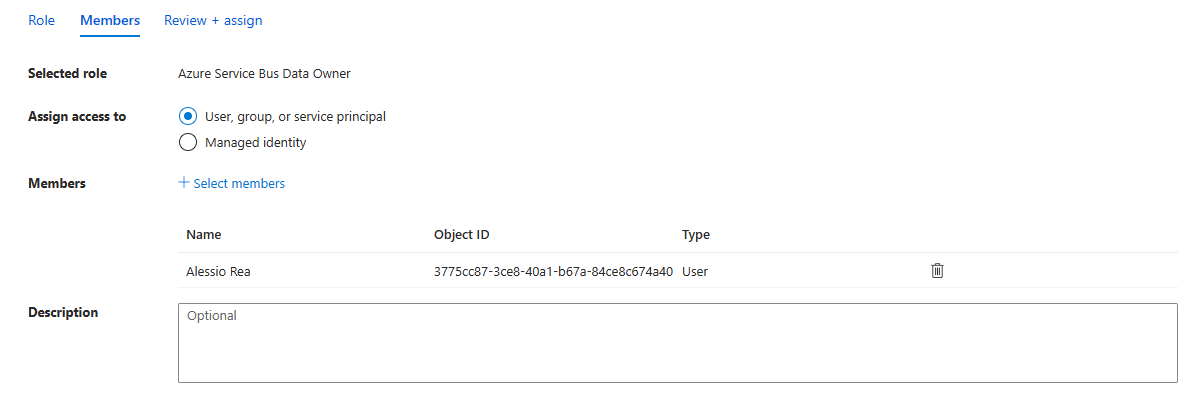 Role Members Review + assign
Selected role Azure Service Bus Data Owner
Assign access to User, group, or service principal
Managed identity
Members + Select members
Name Object ID Type
Alessio Rea 3775cc87-3ce8-40a1-b67a-84ce8c674a40 User
Description Optional